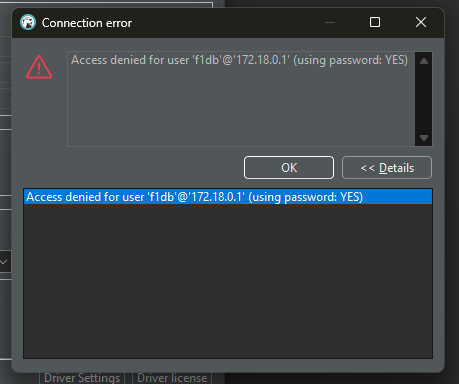 Connection error
Access denied for user 'f1db'@'172.18.0.1' (using password: YES)
OK
<< Details
Access denied for user 'f1db'@'172.18.0.1' (using password: YES)
Driver Settings
Driver license